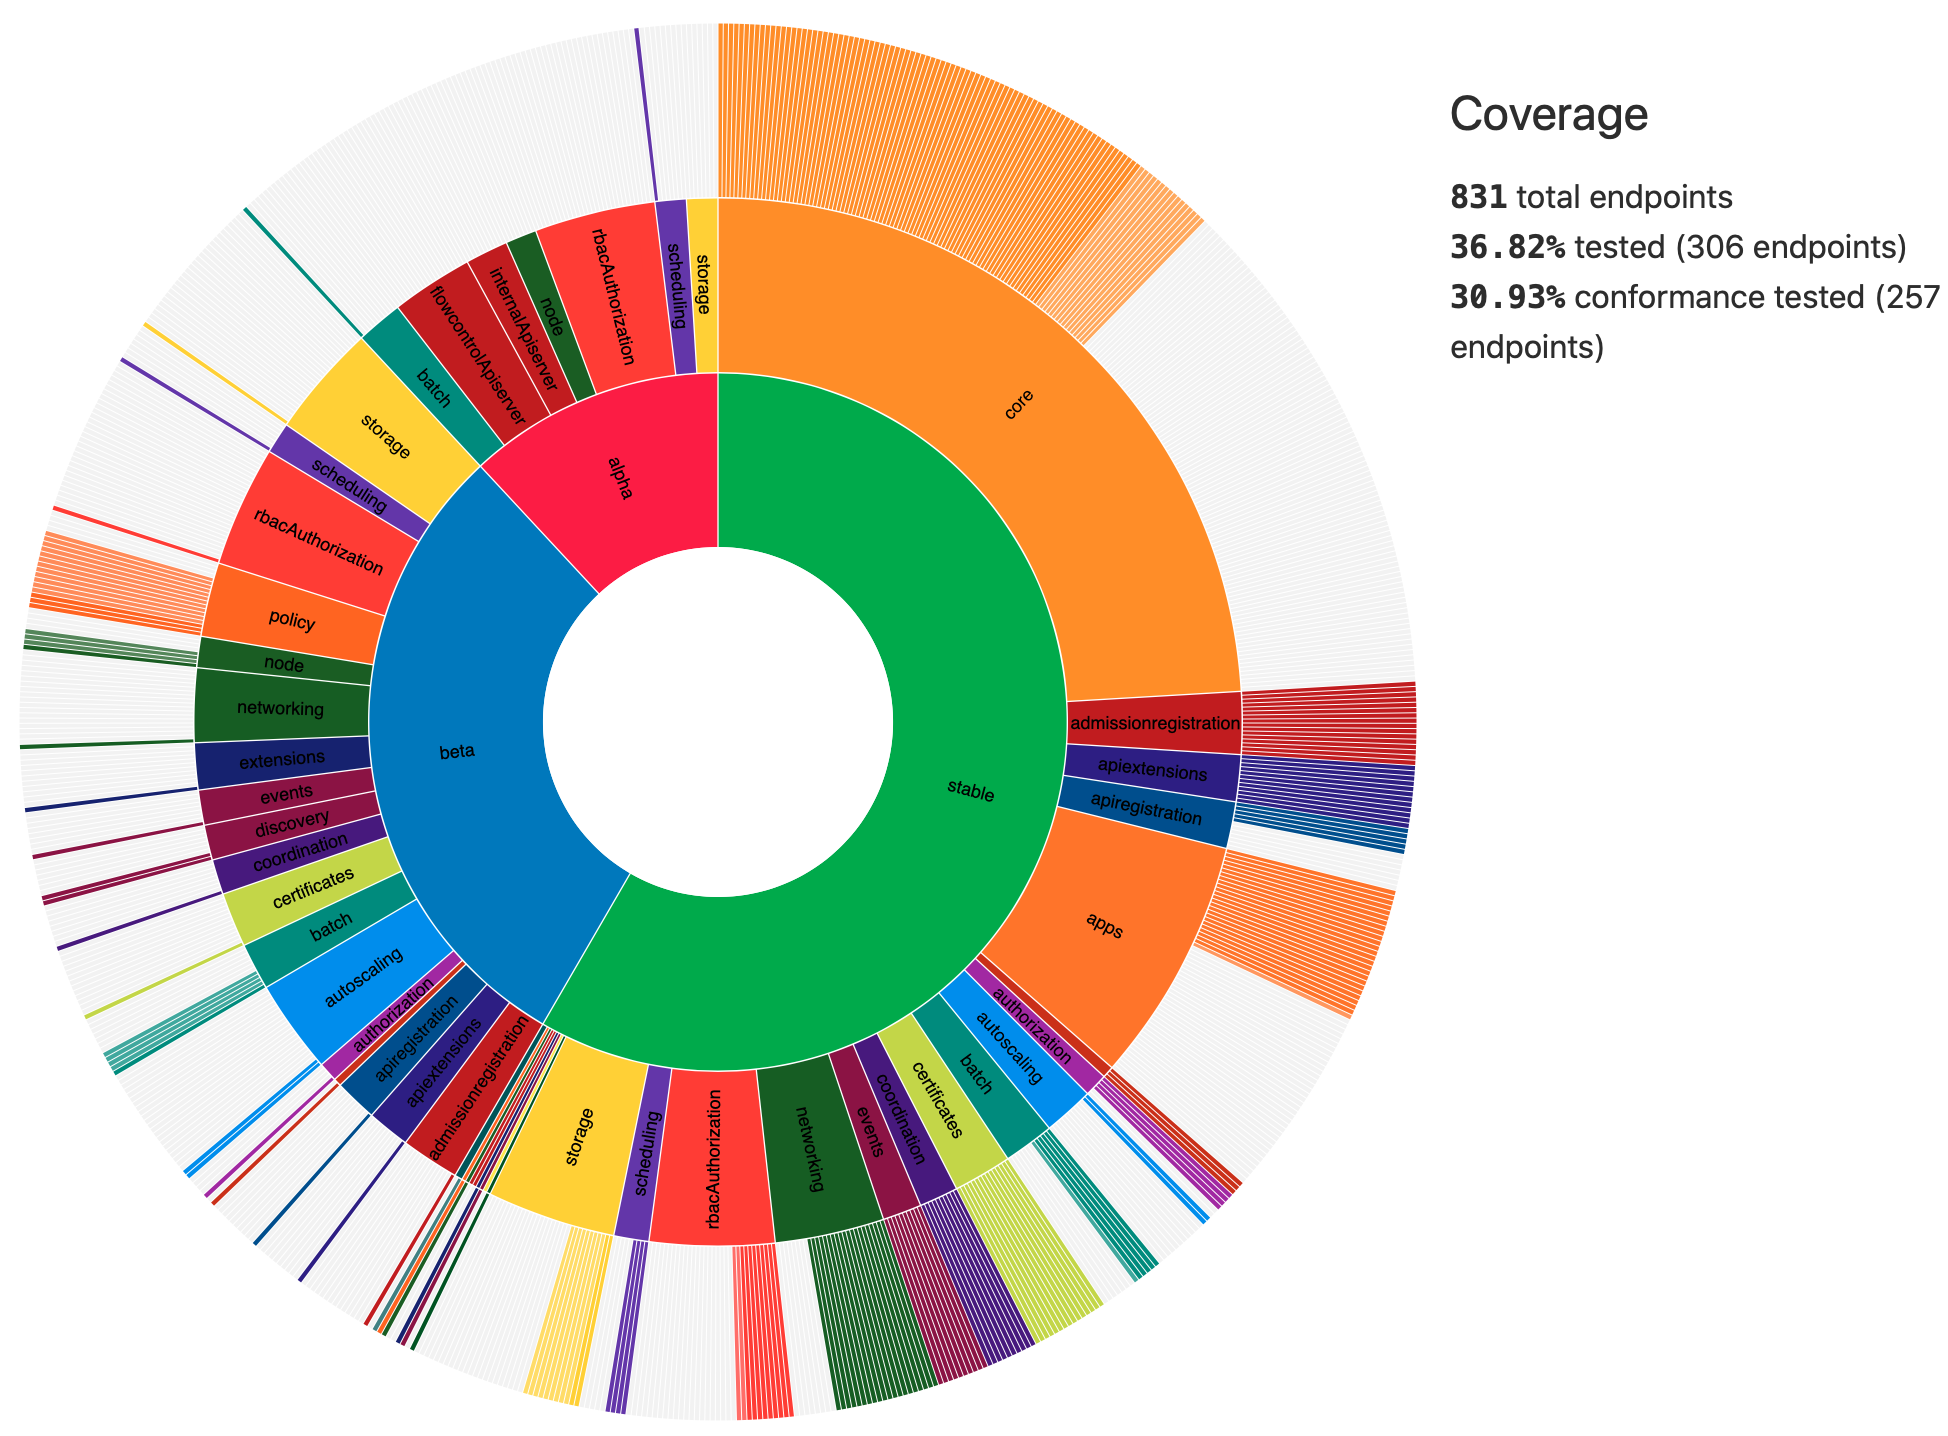 Coverage
831 total endpoints
36.82% tested (306 endpoints)
30.93% conformance tested (257
endpoints)
stable
core
admissionregistration
apiextensions
apiregistration
apps
authorization
autoscaling
batch
certificates
coordination
events
networking
rbacAuthorization
scheduling
storage
beta
admissionregistration
apiextensions
apiregistration
authorization
autoscaling
batch
certificates
coordination
discovery
events
extensions
networking
node
policy
rbacAuthorization
scheduling
storage
alpha
batch
flowcontrolApiserver
internalApiserver
node
rbacAuthorization
scheduling
storage